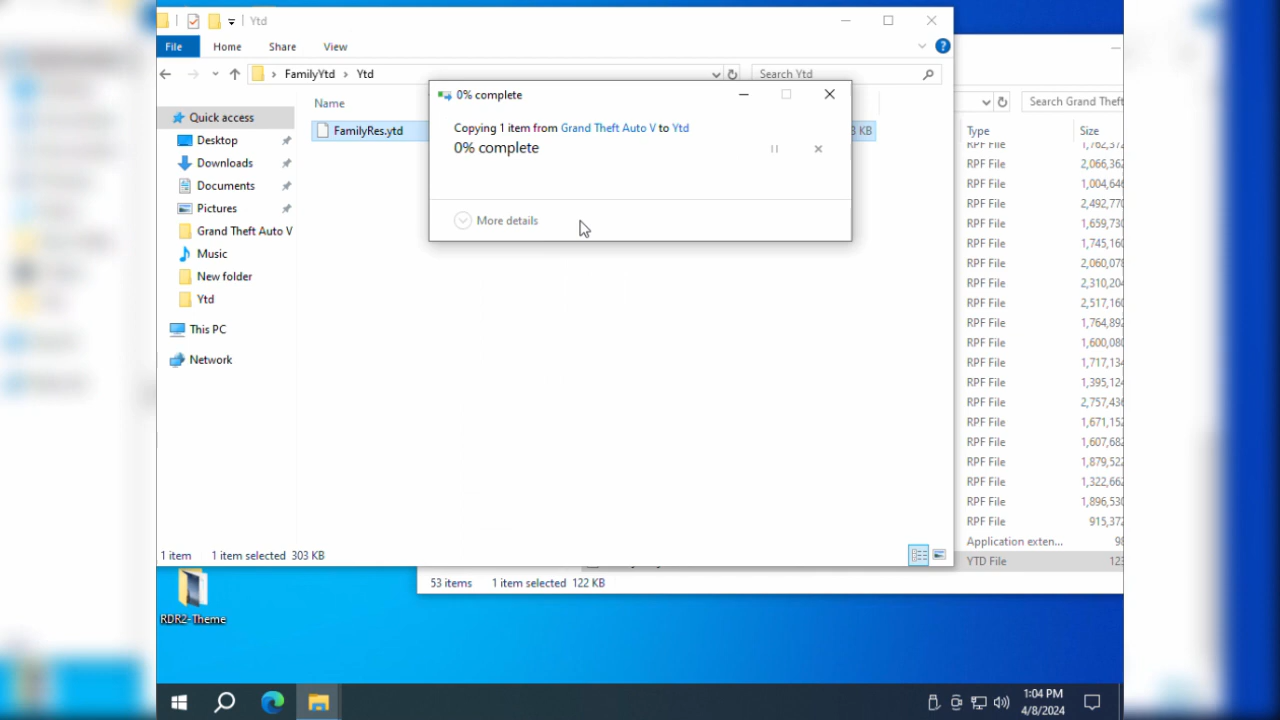 Ytd
File Home Share View
FamilyYtd Ytd Search Ytd
0% complete
Copying 1 item from Grand Theft Auto V to Ytd
0% complete
More details
Name
FamilyRes.ytd KB
Quick access
Desktop
Downloads
Documents
Pictures
Grand Theft Auto V
Music
New folder
Ytd
This PC
Network
1 item 1 item selected 303 KB
Search Grand Theft
Type Size
RPF File 1,762,372
RPF File 2,066,362
RPF File 1,004,646
RPF File 2,492,770
RPF File 1,659,730
RPF File 1,745,160
RPF File 2,060,078
RPF File 2,310,204
RPF File 2,517,160
RPF File 1,764,892
RPF File 1,600,080
RPF File 1,717,134
RPF File 1,395,124
RPF File 2,757,436
RPF File 1,671,152
RPF File 1,607,682
RPF File 1,879,522
RPF File 1,322,662
RPF File 1,896,530
RPF File 915,372
Application exten... 98
YTD File 123
53 items 1 item selected 122 KB
RDR2-Theme
1:04 PM
4/8/2024